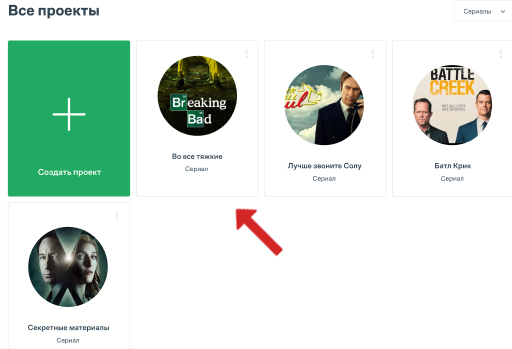 Все проекты
Сериалы
Создать проект
Breaking
Bad
Во все тяжкие
Сериал
ul
Лучше звоните Солу
Сериал
BATTLE
CREEK
Батл Крик
Сериал
Секретные материалы
Сериал